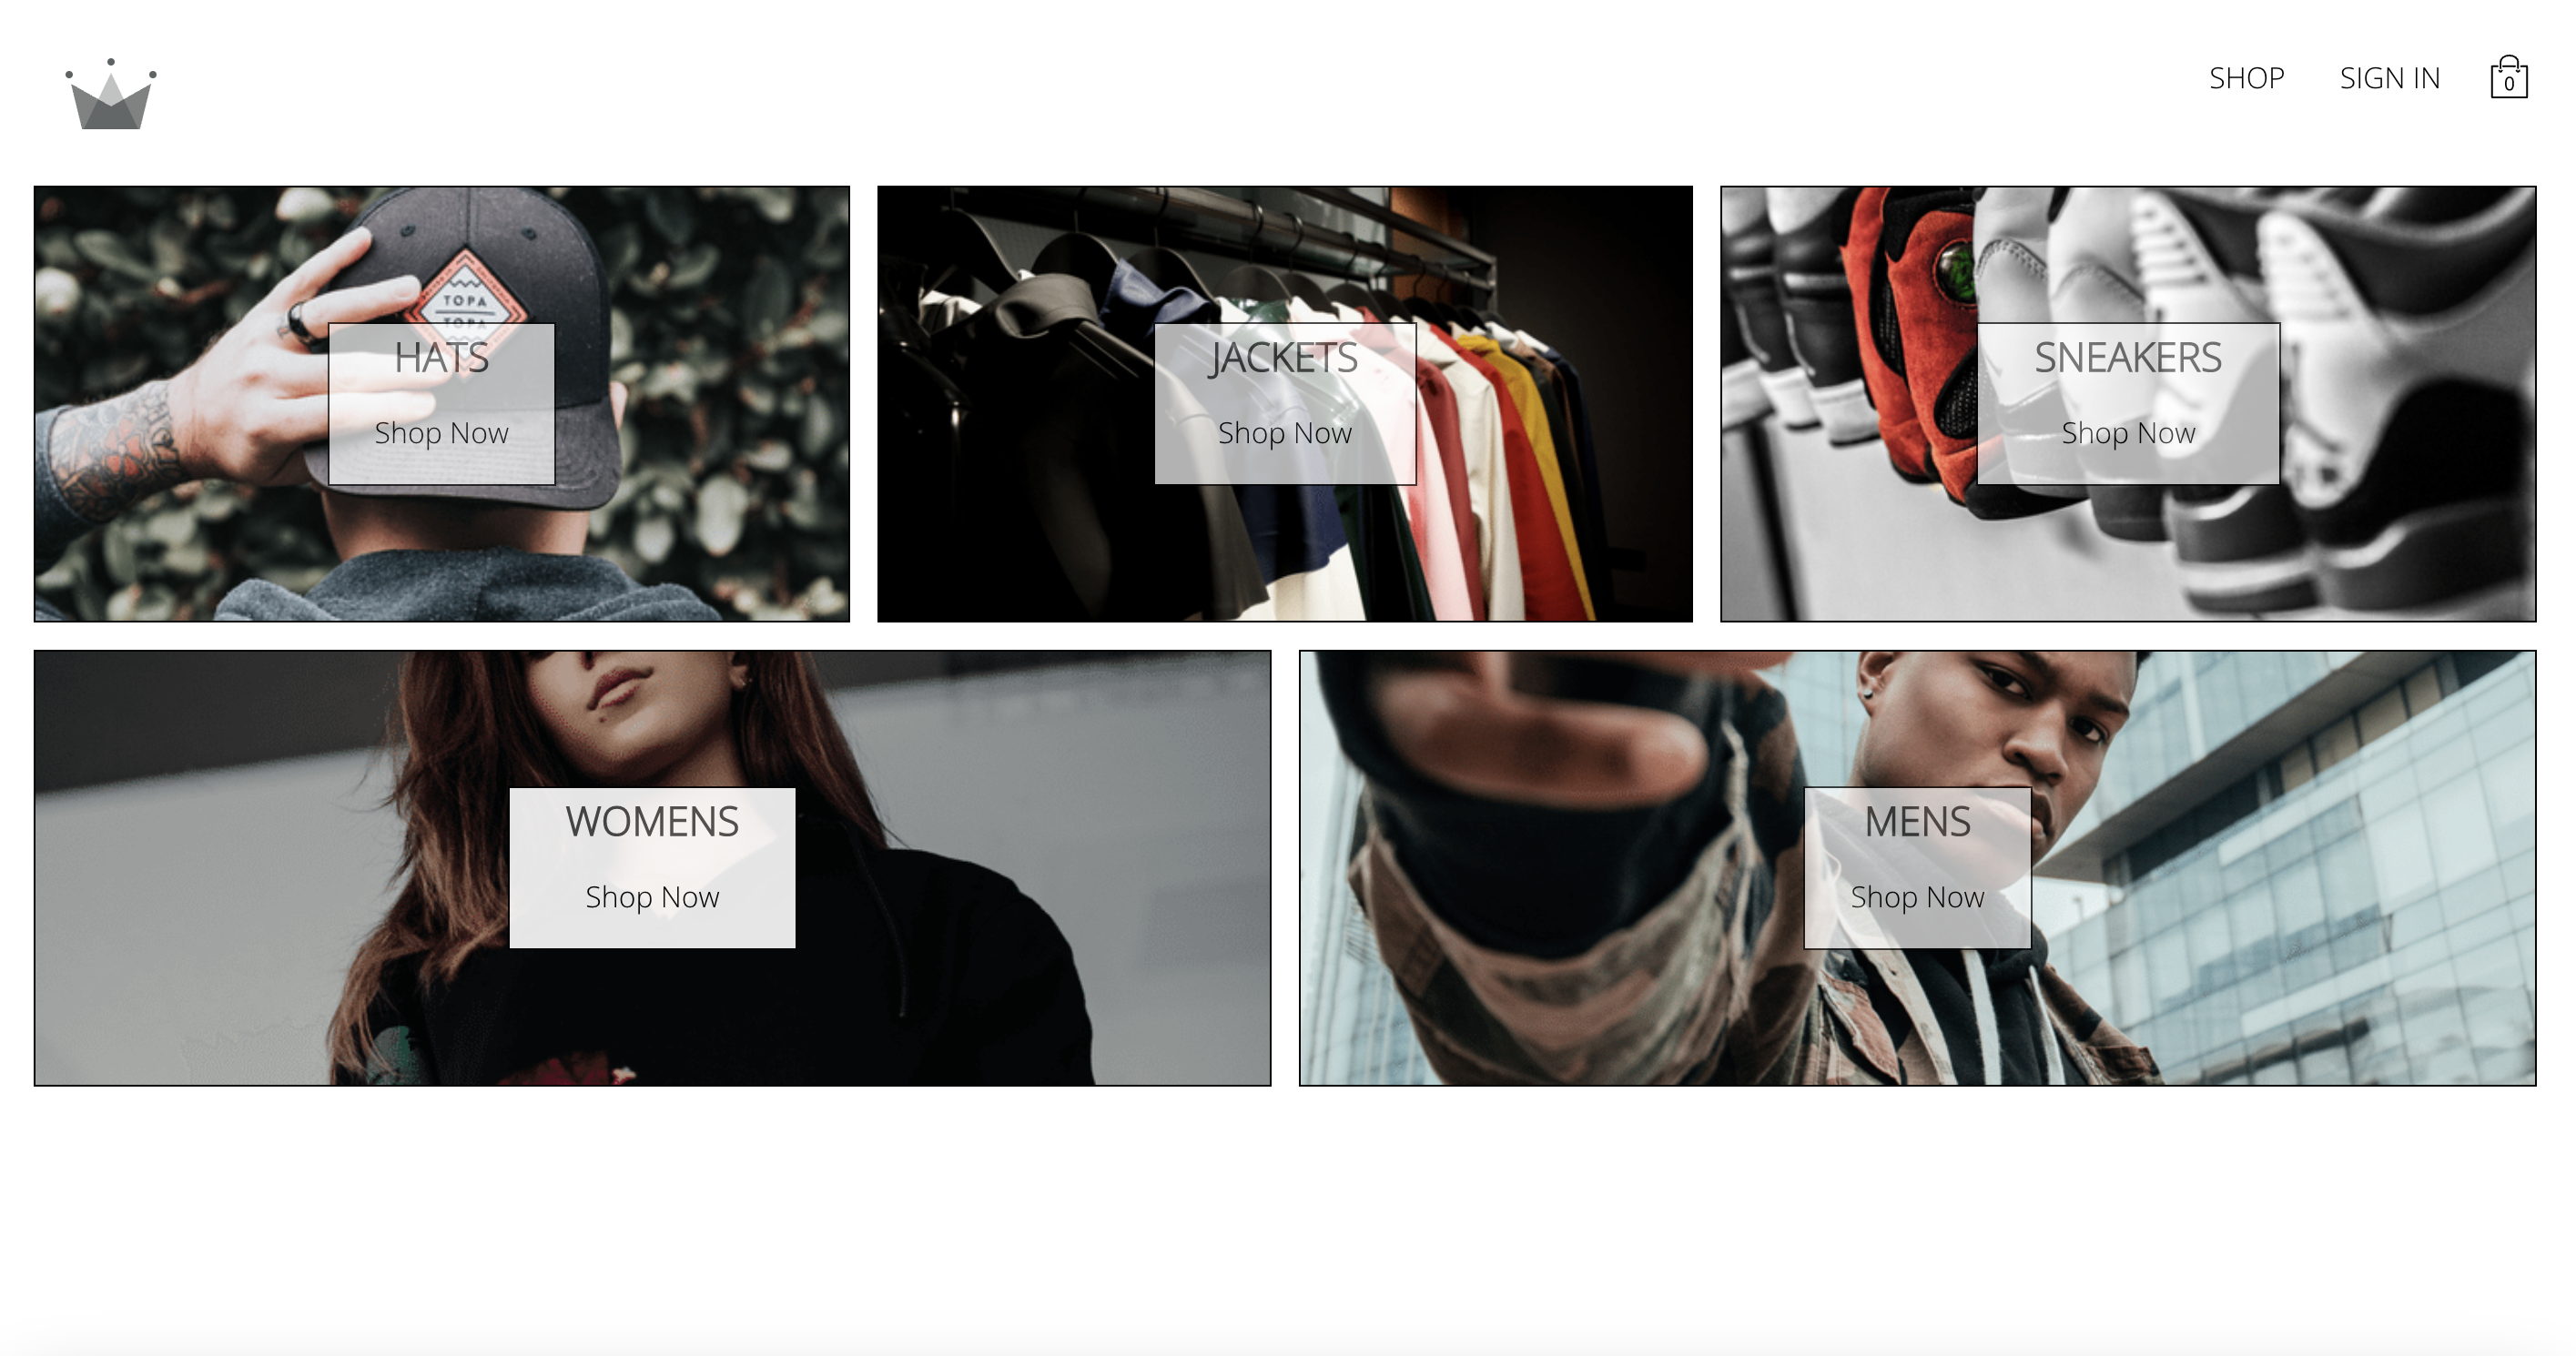 SHOP
SIGN IN
0
TOPA
TOPA
HATS
Shop Now
JACKETS
Shop Now
SNEAKERS
Shop Now
WOMENS
Shop Now
MENS
Shop Now